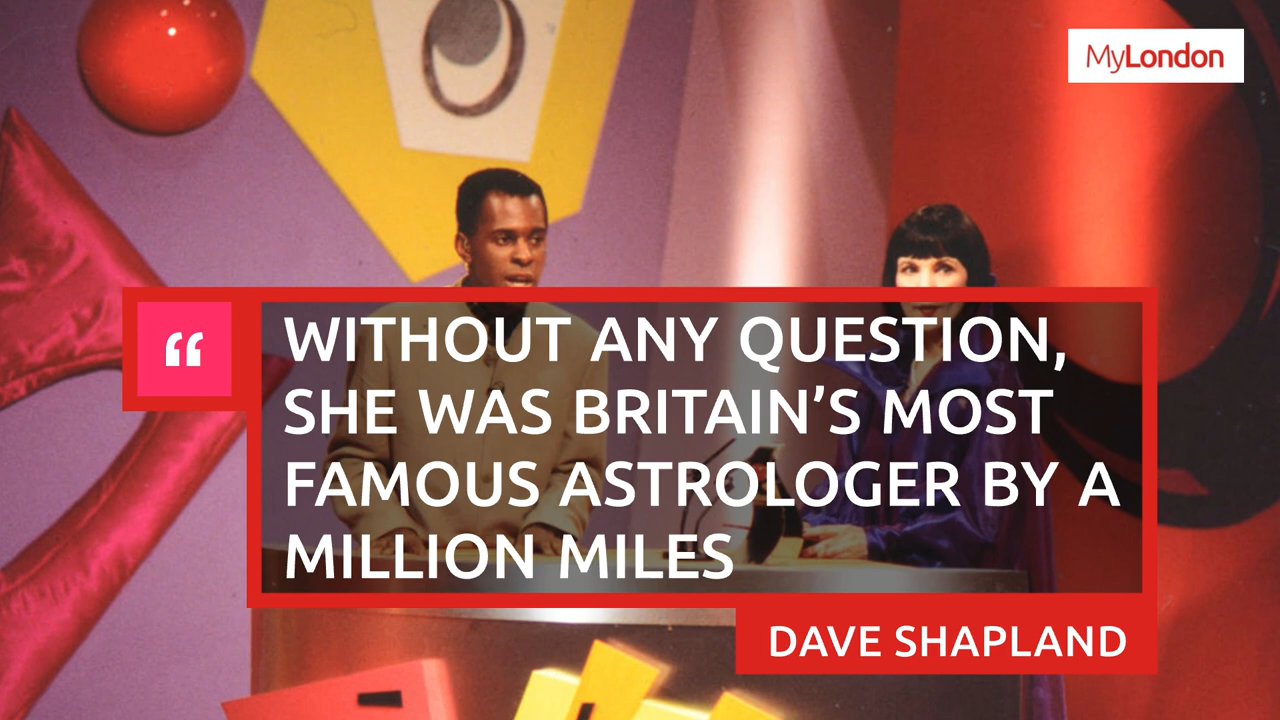 MyLondon
“
WITHOUT ANY QUESTION,
SHE WAS BRITAIN’S MOST
FAMOUS ASTROLOGER BY A
MILLION MILES
DAVE SHAPLAND